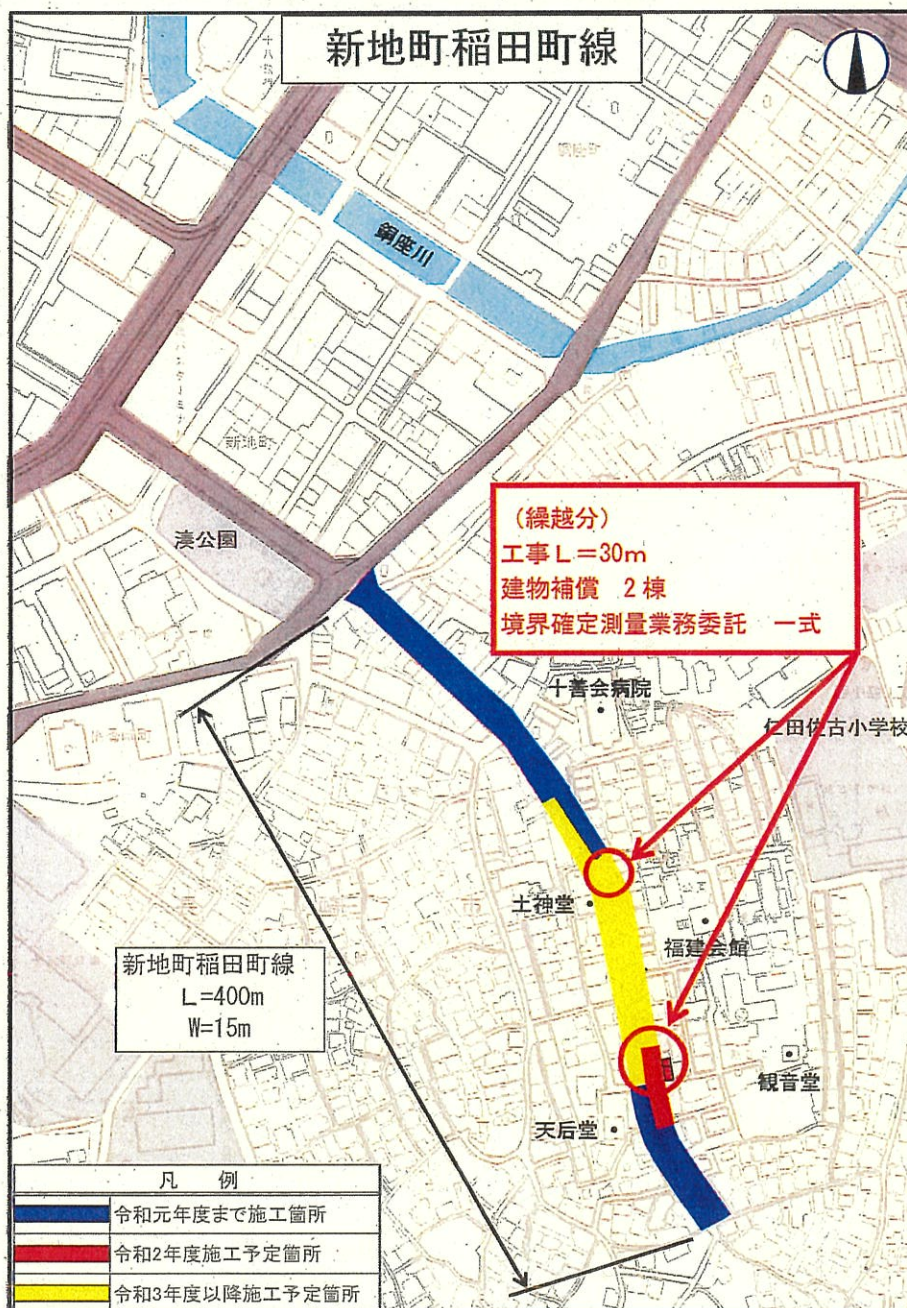 新地町稲田町線
銅座川
新地町
湊公園
(繰越分)
工事L=30m
建物補償 2棟
境界確定測量業務委託 一式
十善会病院
仁田佐古小学校
土神堂
福建会館
新地町稲田町線
L=400m
W=15m
観音堂
天后堂
凡例
令和元年度まで施工箇所
令和2年度施工予定箇所
令和3年度以降施工予定箇所